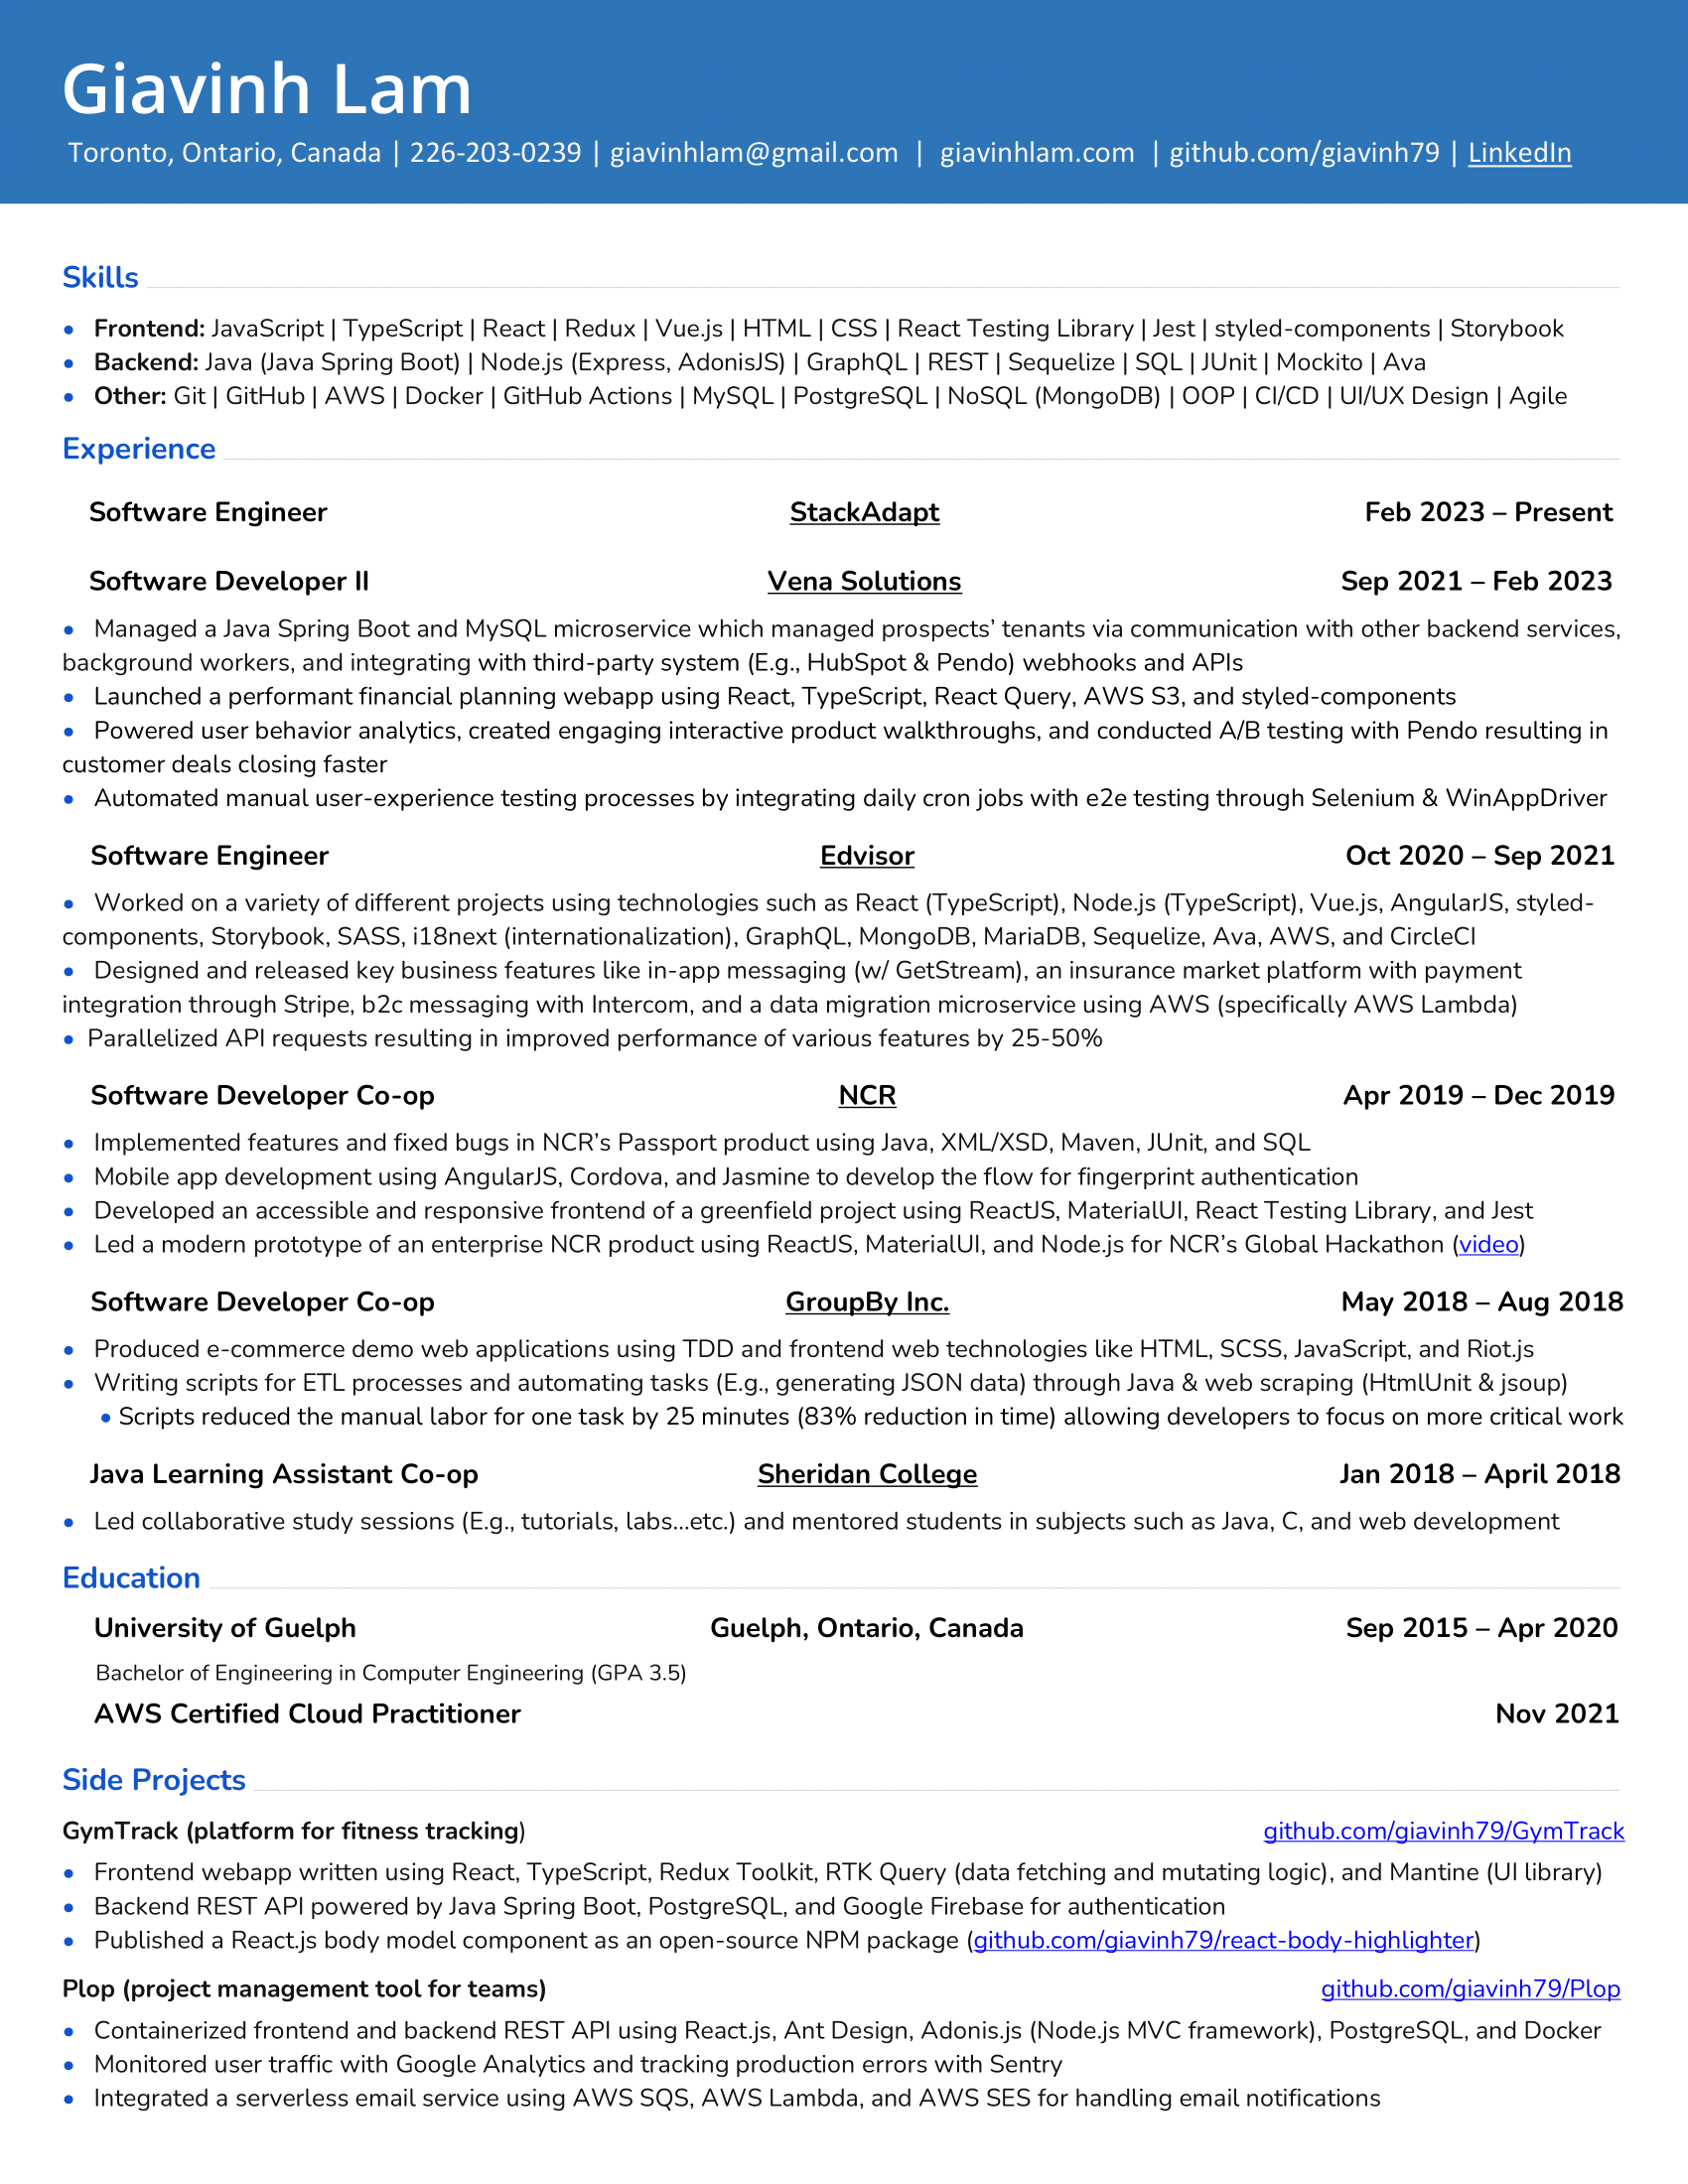 Giavinh Lam
Toronto, Ontario, Canada | 226-203-0239 | giavinhlam@gmail.com | giavinhlam.com | github.com/giavinh79 | LinkedIn
Skills
• Frontend: JavaScript | TypeScript | React | Redux | Vue.js | HTML | CSS | React Testing Library | Jest | styled-components | Storybook
• Backend: Java (Java Spring Boot) | Node.js (Express, AdonisJS) | GraphQL | REST | Sequelize | SQL | JUnit | Mockito | Ava
• Other: Git | GitHub | AWS | Docker | GitHub Actions | MySQL | PostgreSQL | NoSQL (MongoDB) | OOP | CI/CD | UI/UX Design | Agile
Experience
Software Engineer StackAdapt Feb 2023 – Present
Software Developer II Vena Solutions Sep 2021 – Feb 2023
• Managed a Java Spring Boot and MySQL microservice which managed prospects’ tenants via communication with other backend services,
background workers, and integrating with third-party system (E.g., HubSpot & Pendo) webhooks and APIs
• Launched a performant financial planning webapp using React, TypeScript, React Query, AWS S3, and styled-components
• Powered user behavior analytics, created engaging interactive product walkthroughs, and conducted A/B testing with Pendo resulting in
customer deals closing faster
• Automated manual user-experience testing processes by integrating daily cron jobs with e2e testing through Selenium & WinAppDriver
Software Engineer Edvisor Oct 2020 – Sep 2021
• Worked on a variety of different projects using technologies such as React (TypeScript), Node.js (TypeScript), Vue.js, AngularJS, styled-
components, Storybook, SASS, i18next (internationalization), GraphQL, MongoDB, MariaDB, Sequelize, Ava, AWS, and CircleCI
• Designed and released key business features like in-app messaging (w/ GetStream), an insurance market platform with payment
integration through Stripe, b2c messaging with Intercom, and a data migration microservice using AWS (specifically AWS Lambda)
• Parallelized API requests resulting in improved performance of various features by 25-50%
Software Developer Co-op NCR Apr 2019 – Dec 2019
• Implemented features and fixed bugs in NCR’s Passport product using Java, XML/XSD, Maven, JUnit, and SQL
• Mobile app development using AngularJS, Cordova, and Jasmine to develop the flow for fingerprint authentication
• Developed an accessible and responsive frontend of a greenfield project using ReactJS, MaterialUI, React Testing Library, and Jest
• Led a modern prototype of an enterprise NCR product using ReactJS, MaterialUI, and Node.js for NCR’s Global Hackathon (video)
Software Developer Co-op GroupBy Inc. May 2018 – Aug 2018
• Produced e-commerce demo web applications using TDD and frontend web technologies like HTML, SCSS, JavaScript, and Riot.js
• Writing scripts for ETL processes and automating tasks (E.g., generating JSON data) through Java & web scraping (HtmlUnit & jsoup)
• Scripts reduced the manual labor for one task by 25 minutes (83% reduction in time) allowing developers to focus on more critical work
Java Learning Assistant Co-op Sheridan College Jan 2018 – April 2018
• Led collaborative study sessions (E.g., tutorials, labs...etc.) and mentored students in subjects such as Java, C, and web development
Education
University of Guelph Guelph, Ontario, Canada Sep 2015 – Apr 2020
Bachelor of Engineering in Computer Engineering (GPA 3.5)
AWS Certified Cloud Practitioner Nov 2021
Side Projects
GymTrack (platform for fitness tracking) github.com/giavinh79/GymTrack
• Frontend webapp written using React, TypeScript, Redux Toolkit, RTK Query (data fetching and mutating logic), and Mantine (UI library)
• Backend REST API powered by Java Spring Boot, PostgreSQL, and Google Firebase for authentication
• Published a React.js body model component as an open-source NPM package (github.com/giavinh79/react-body-highlighter)
Plop (project management tool for teams) github.com/giavinh79/Plop
• Containerized frontend and backend REST API using React.js, Ant Design, Adonis.js (Node.js MVC framework), PostgreSQL, and Docker
• Monitored user traffic with Google Analytics and tracking production errors with Sentry
• Integrated a serverless email service using AWS SQS, AWS Lambda, and AWS SES for handling email notifications